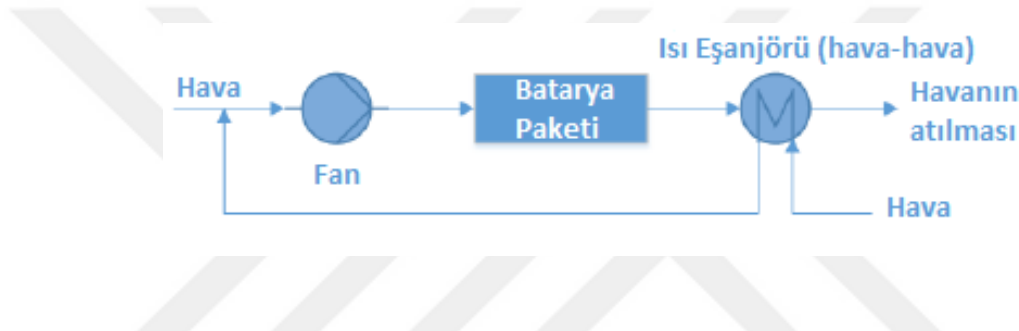 Isı Eşanjörü (hava-hava)
Hava
Batarya
Paketi
Havanın
atılması
Fan
Hava